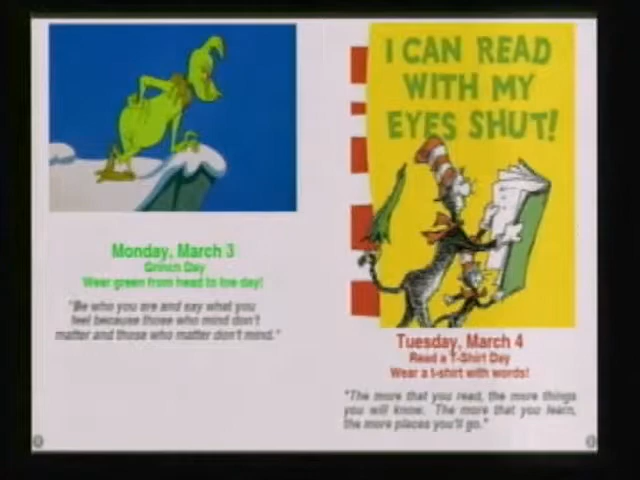 Monday, March 3
Grinch Day
Wear green from head to toe day!
"Be who you are and say what you
feel because those who mind don't
matter and those who matter don't mind."
I CAN READ
WITH MY
EYES SHUT!
Tuesday, March 4
Read a T-Shirt Day
Wear a t-shirt with words!
"The more that you read, the more things
you will know. The more that you learn,
the more places you'll go."